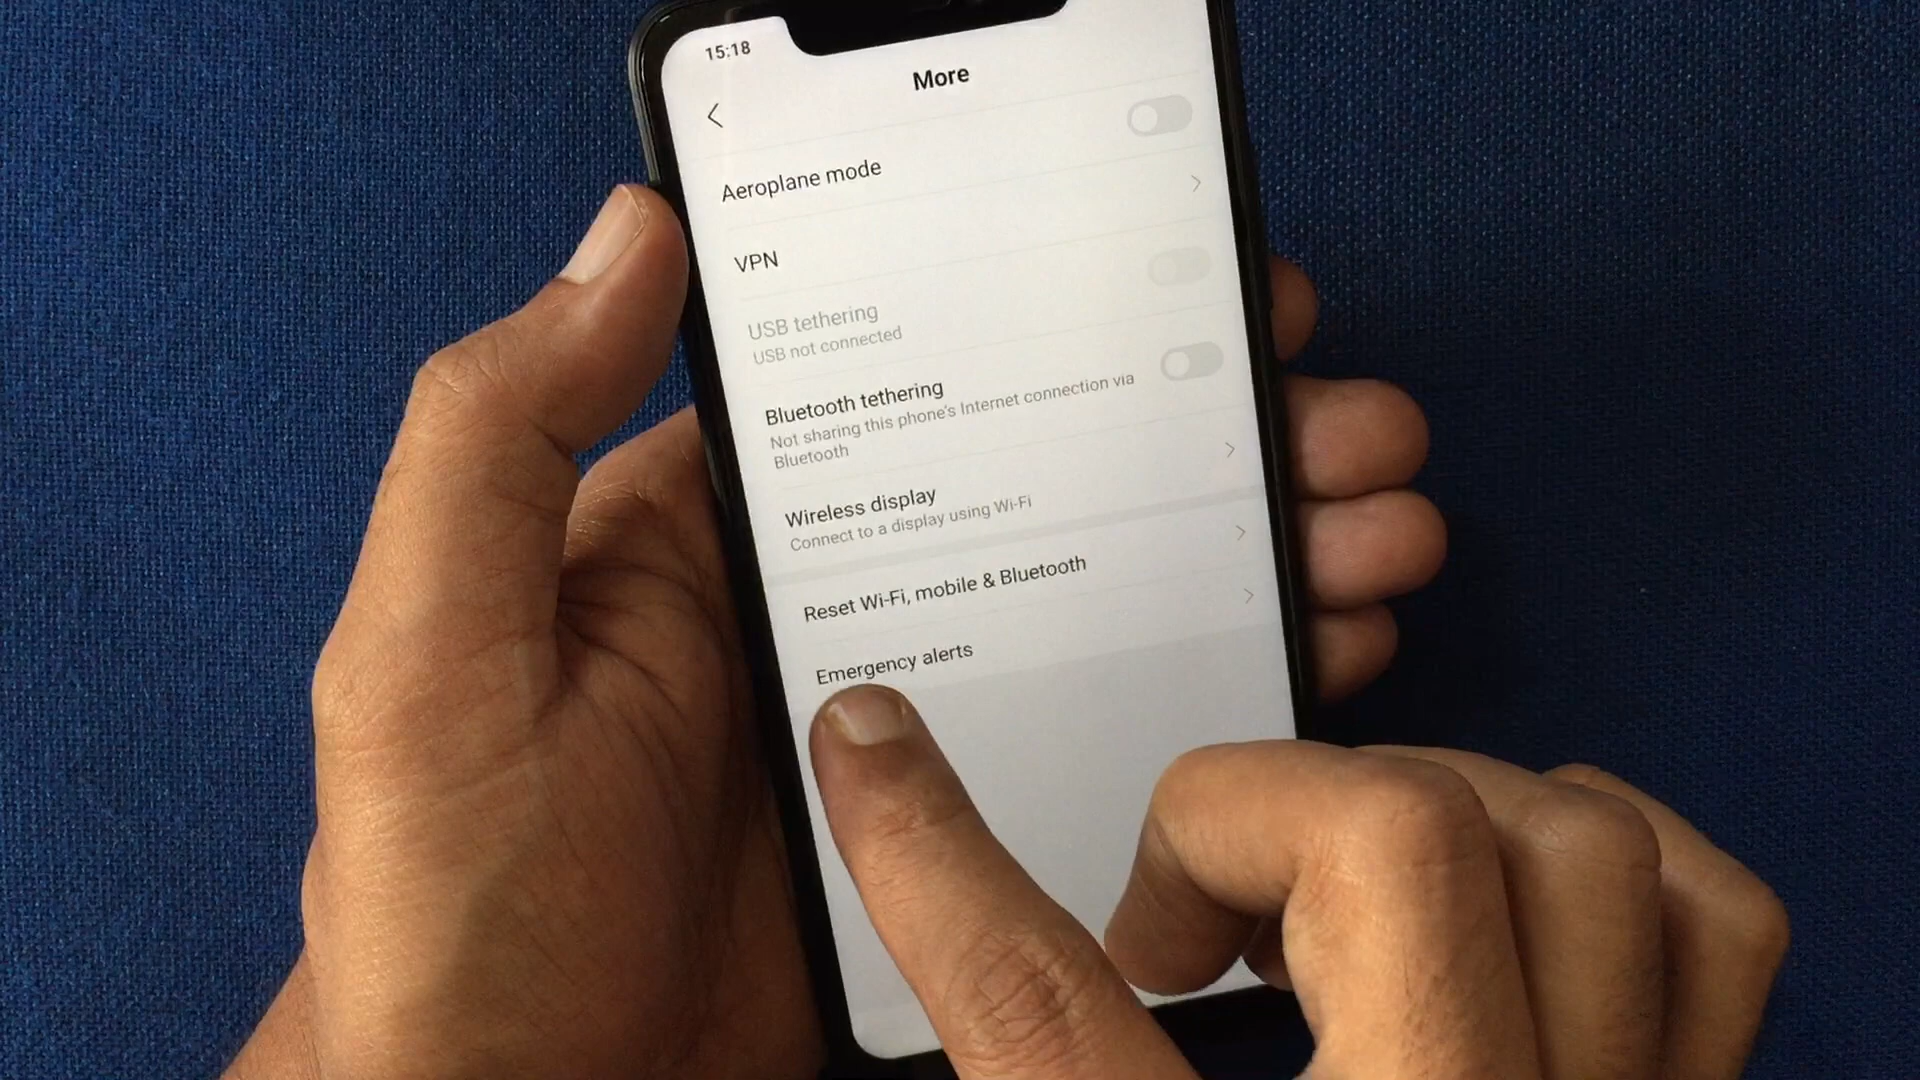 15:18
More
Aeroplane mode
VPN
USB tethering
USB not connected
Bluetooth tethering
Not sharing this phone's Internet connection via
Bluetooth
Wireless display
Connect to a display using Wi-Fi
Reset Wi-Fi, mobile & Bluetooth
Emergency alerts